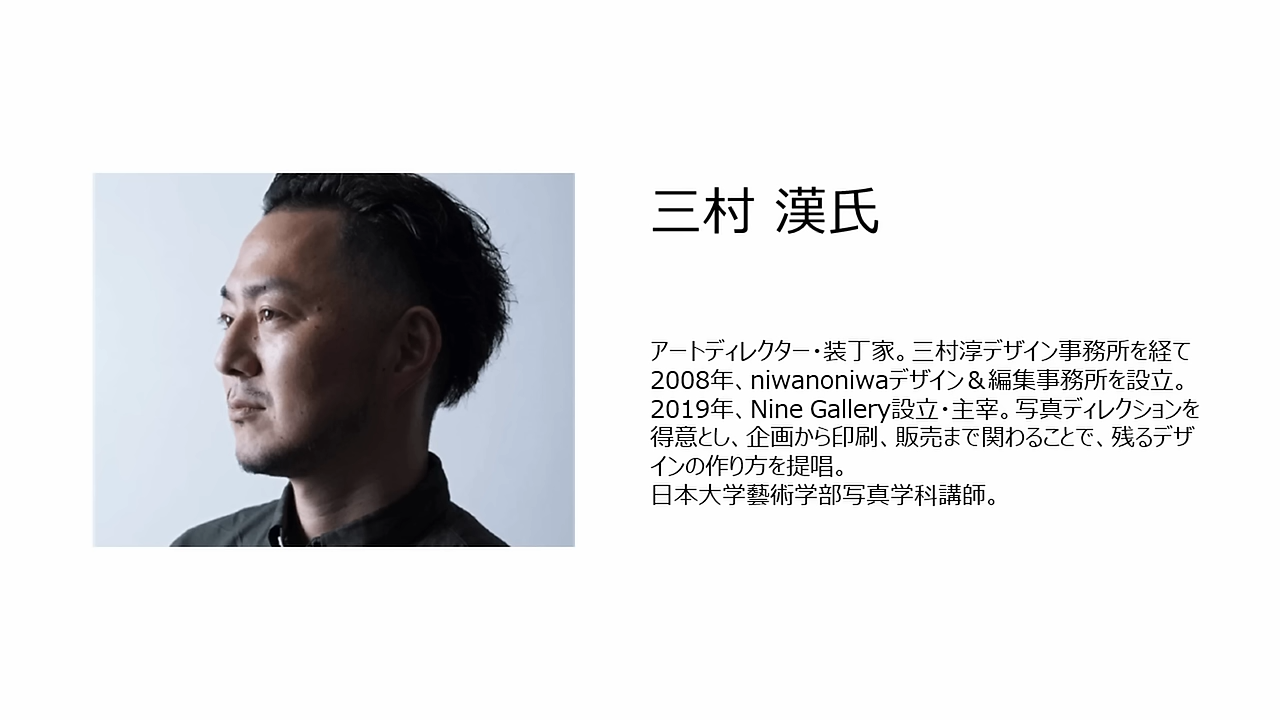 三村 漢氏
アートディレクター・装丁家。三村淳デザイン事務所を経て
2008年、niwanoniwaデザイン＆編集事務所を設立。
2019年、Nine Gallery設立・主宰。写真ディレクションを
得意とし、企画から印刷、販売まで関わることで、残るデザ
インの作り方を提唱。
日本大学藝術学部写真学科講師。